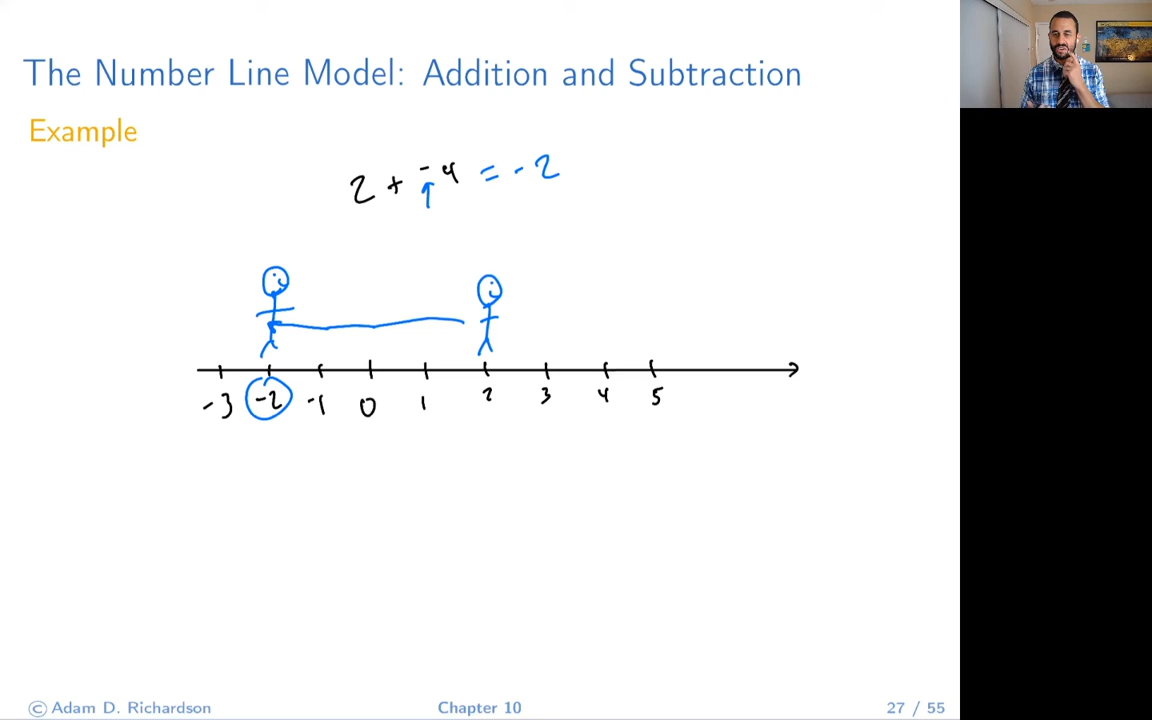 The Number Line Model: Addition and Subtraction
Example
2 + -4 = -2
-3 -2 -1 0 1 2 3 4 5
© Adam D. Richardson Chapter 10 27 / 55